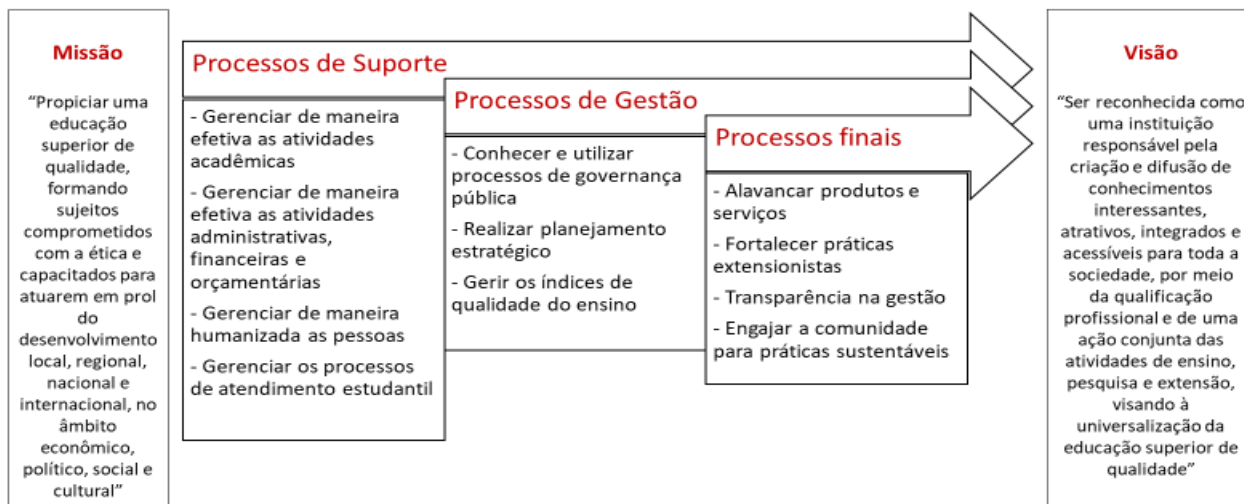 Missão
“Propiciar uma
educação
superior de
qualidade,
formando
sujeitos
comprometidos
com a ética e
capacitados para
atuarem em prol
do
desenvolvimento
local, regional,
nacional e
internacional, no
âmbito
econômico,
político, social e
cultural”
Processos de Suporte
- Gerenciar de maneira
efetiva as atividades
acadêmicas
- Gerenciar de maneira
efetiva as atividades
administrativas,
financeiras e
orçamentárias
- Gerenciar de maneira
humanizada as pessoas
- Gerenciar os processos
de atendimento estudantil
Processos de Gestão
- Conhecer e utilizar
processos de governança
pública
- Realizar planejamento
estratégico
- Gerir os índices de
qualidade do ensino
Processos finais
- Alavancar produtos e
serviços
- Fortalecer práticas
extensionistas
- Transparência na gestão
- Engajar a comunidade
para práticas sustentáveis
Visão
“Ser reconhecida como
uma instituição
responsável pela
criação e difusão de
conhecimentos
interessantes,
atrativos, integrados e
acessíveis para toda a
sociedade, por meio
da qualificação
profissional e de uma
ação conjunta das
atividades de ensino,
pesquisa e extensão,
visando à
universalização da
educação superior de
qualidade”